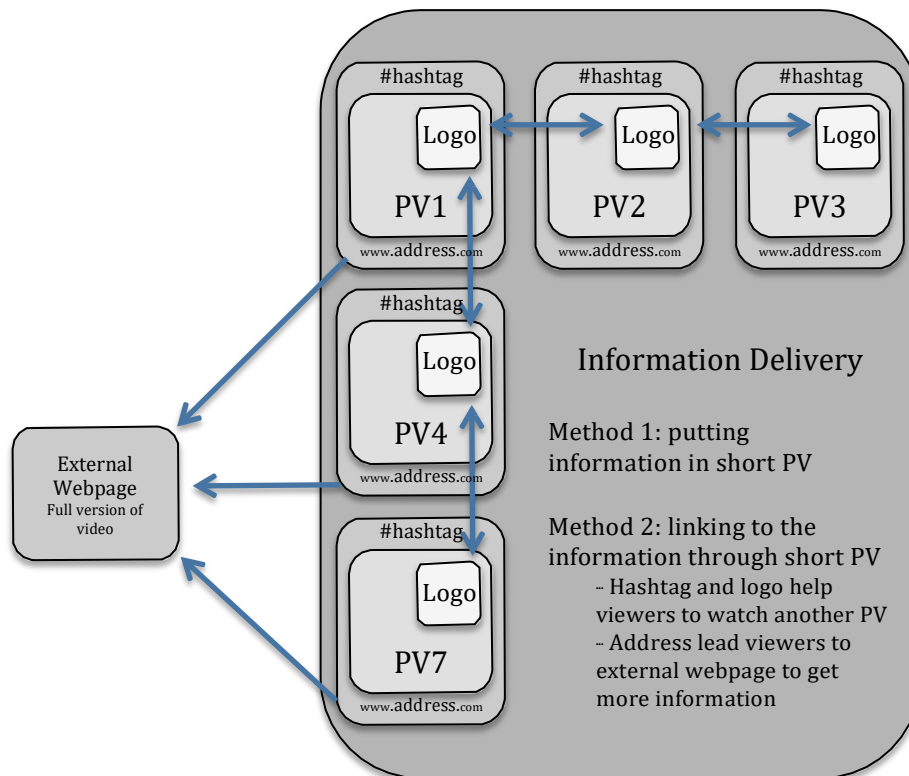 #hashtag
#hashtag
#hashtag
Logo
Logo
Logo
PV1
PV2
PV3
www.address.com
www.address.com
www.address.com
#hashtag
Logo
PV4
www.address.com
#hashtag
Logo
PV7
www.address.com
External
Webpage
Full version of
video
Information Delivery
Method 1: putting
information in short PV
Method 2: linking to the
information through short PV
- Hashtag and logo help
viewers to watch another PV
- Address lead viewers to
external webpage to get
more information